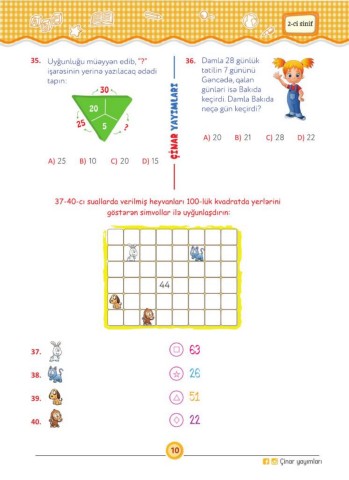 2-ci sinif
35. Uyğunluğu müəyyən edib, "?"
işarəsinin yerinə yazılacaq ədədi
tapın:
30
20
25
5
?
A) 25 B) 10 C) 20 D) 15
ÇINAR YAYIMLARI
36. Damla 28 günlük
tətilin 7 gününü
Gəncədə, qalan
günləri isə Bakıda
keçirdi. Damla Bakıda
neçə gün keçirdi?
A) 20 B) 21 C) 28 D) 22
37-40-cı suallarda verilmiş heyvanları 100-lük kvadratda yerlərini
göstərən simvollar ilə uyğunlaşdırın:
44
37. 63
38. 26
39. 51
40. 22
10
Çinar yayımları